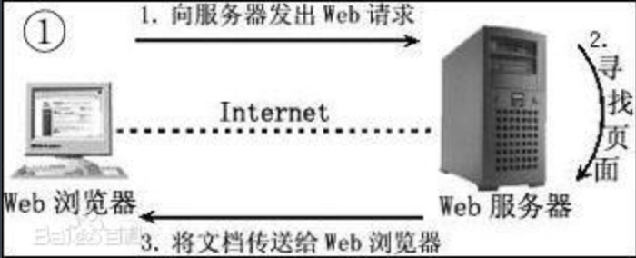 ①
1. 向服务器发出 Web 请求
2.
寻
找
页
面
Internet
Web 浏览器
Web 服务器
3. 将文档传送给 Web 浏览器
Baidu百科